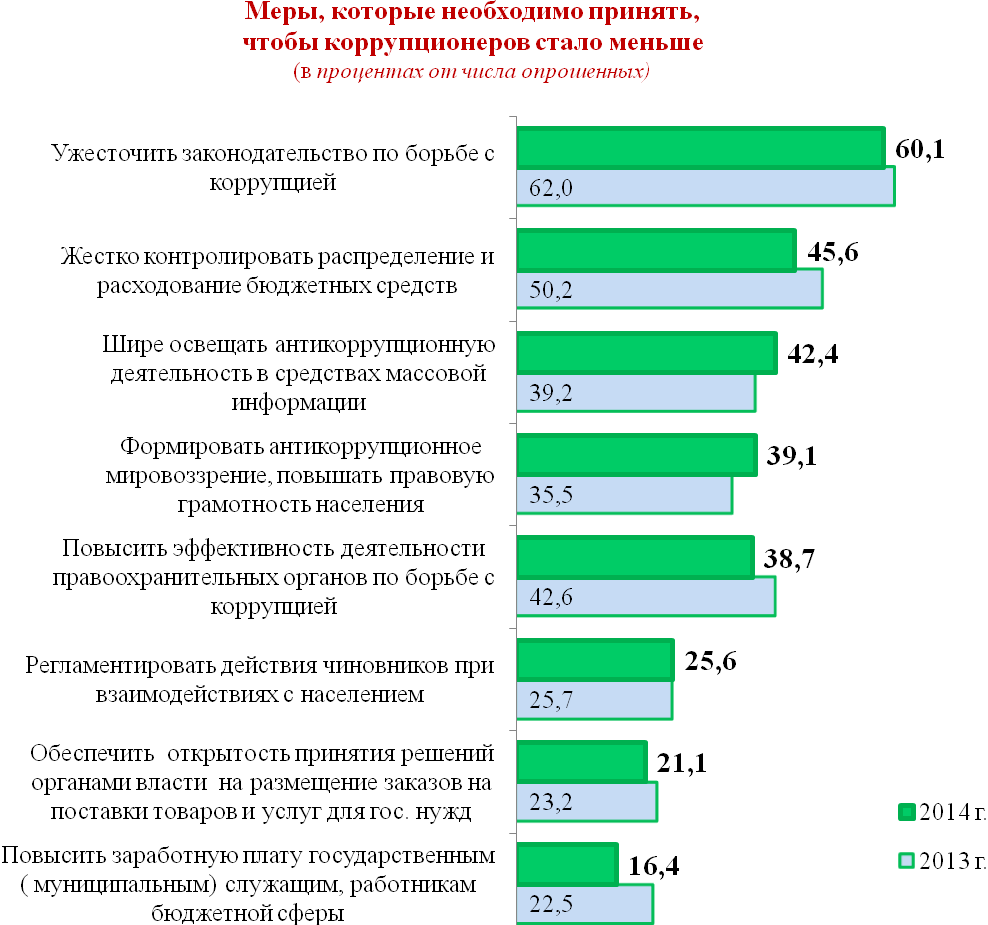 Меры, которые необходимо принять,
чтобы коррупционеров стало меньше
(в процентах от числа опрошенных)
Ужесточить законодательство по борьбе с
коррупцией
60,1
62,0
Жестко контролировать распределение и
расходование бюджетных средств
45,6
50,2
Шире освещать антикоррупционную
деятельность в средствах массовой
информации
42,4
39,2
Формировать антикоррупционное
мировоззрение, повышать правовую
грамотность населения
39,1
35,5
Повысить эффективность деятельности
правоохранительных органов по борьбе с
коррупцией
38,7
42,6
Регламентировать действия чиновников при
взаимодействиях с населением
25,6
25,7
Обеспечить открытость принятия решений
органами власти на размещение заказов на
поставки товаров и услуг для гос. нужд
21,1
23,2
Повысить заработную плату государственным
( муниципальным) служащим, работникам
бюджетной сферы
16,4
22,5
2014 г.
2013 г.